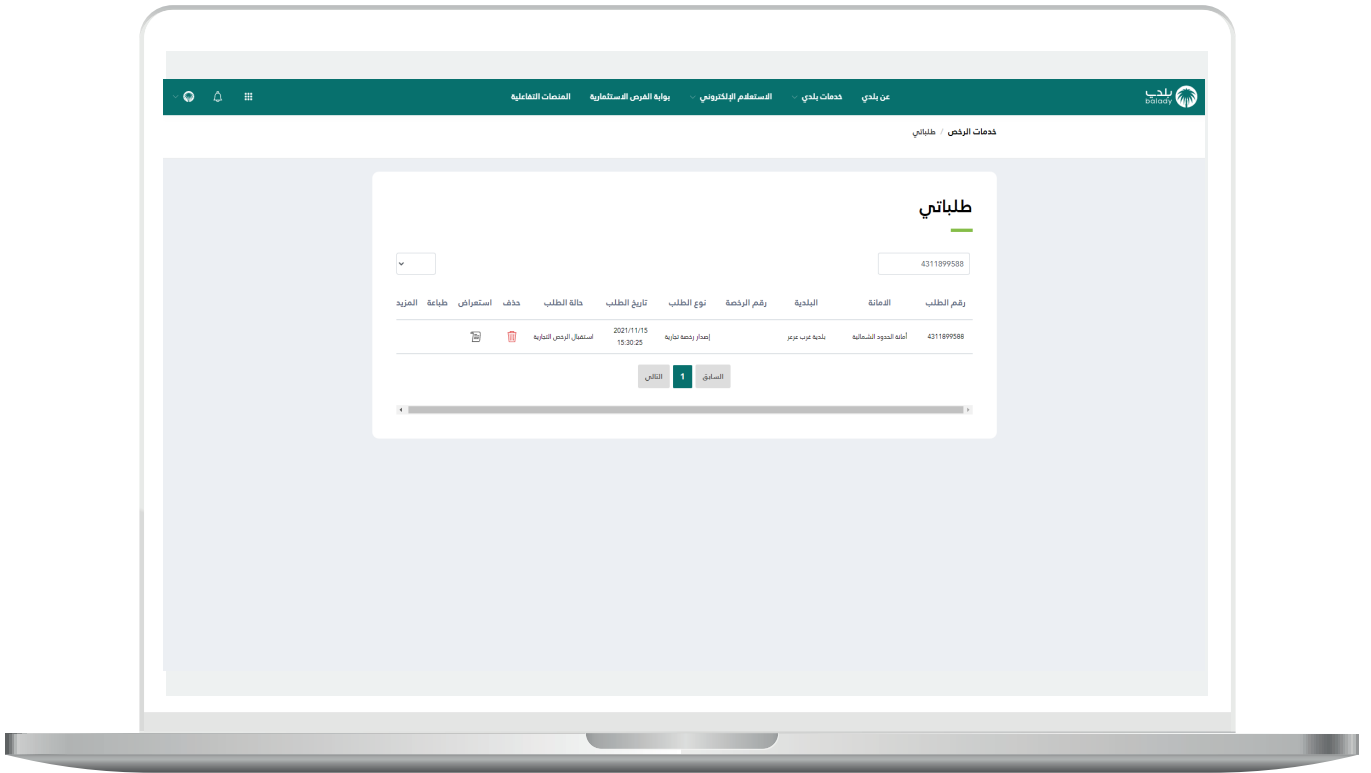 بلدي
balady
عن بلدي خدمات بلدي الاستعلام الإلكتروني بوابة الفرص الاستثمارية المنصات التفاعلية
خدمات الرخص / طلباتي
طلباتي
4311899588
رقم الطلب الامانة البلدية رقم الرخصة نوع الطلب تاريخ الطلب حالة الطلب حذف استعراض طباعة المزيد
4311899588 أمانة الحدود الشمالية بلدية غرب عرعر إصدار رخصة تجارية 2021/11/15 15:30:25 استقبال الرخص التجارية
السابق 1 التالي